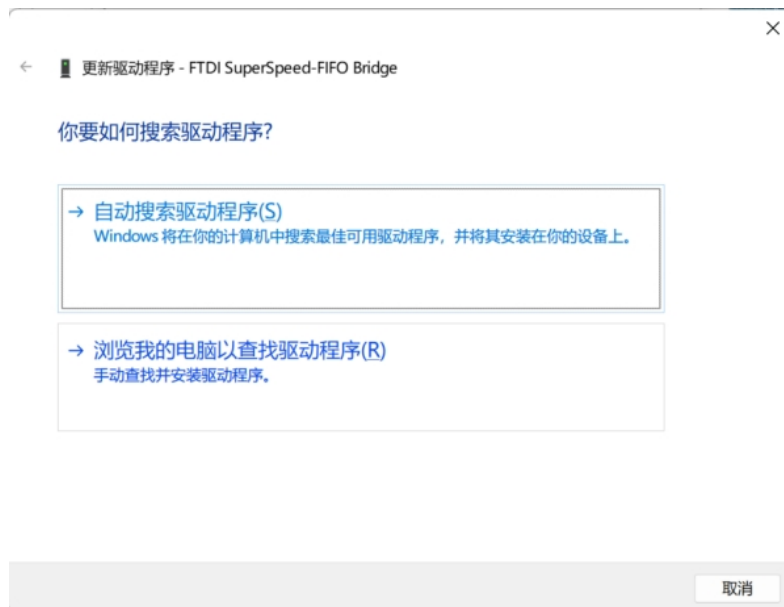 更新驱动程序 - FTDI SuperSpeed-FIFO Bridge
你要如何搜索驱动程序?
→ 自动搜索驱动程序(S)
Windows 将在你的计算机中搜索最佳可用驱动程序，并将其安装在你的设备上。
→ 浏览我的电脑以查找驱动程序(R)
手动查找并安装驱动程序。
取消